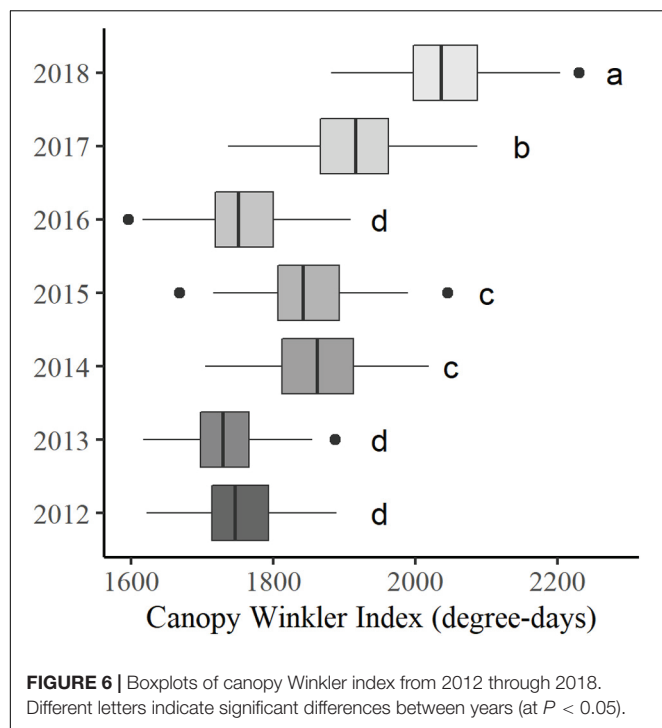 2018 a
2017 b
2016 d
2015 c
2014 c
2013 d
2012 d
1600 1800 2000 2200
Canopy Winkler Index (degree-days)
FIGURE 6 | Boxplots of canopy Winkler index from 2012 through 2018.
Different letters indicate significant differences between years (at P < 0.05).